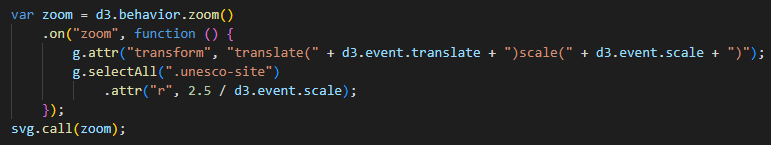 var zoom = d3.behavior.zoom()
    .on("zoom", function () {
        g.attr("transform", "translate(" + d3.event.translate + ")scale(" + d3.event.scale + ")");
        g.selectAll(".unesco-site")
            .attr("r", 2.5 / d3.event.scale);
    });
svg.call(zoom);